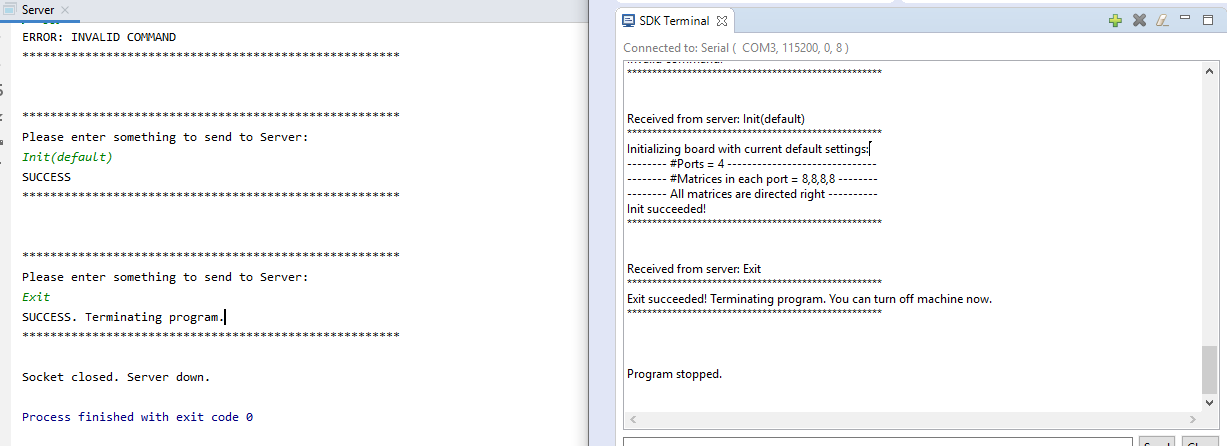 Server
ERROR: INVALID COMMAND
******************************************************
******************************************************
Please enter something to send to Server:
Init(default)
SUCCESS
******************************************************
******************************************************
Please enter something to send to Server:
Exit
SUCCESS. Terminating program.
******************************************************
Socket closed. Server down.
Process finished with exit code 0
SDK Terminal
Connected to: Serial ( COM3, 115200, 0, 8 )
***************************************************
Received from server: Init(default)
***************************************************
Initializing board with current default settings:
-------- #Ports = 4 ------------------------------
-------- #Matrices in each port = 8,8,8,8 --------
-------- All matrices are directed right ----------
Init succeeded!
***************************************************
Received from server: Exit
***************************************************
Exit succeeded! Terminating program. You can turn off machine now.
***************************************************
Program stopped.